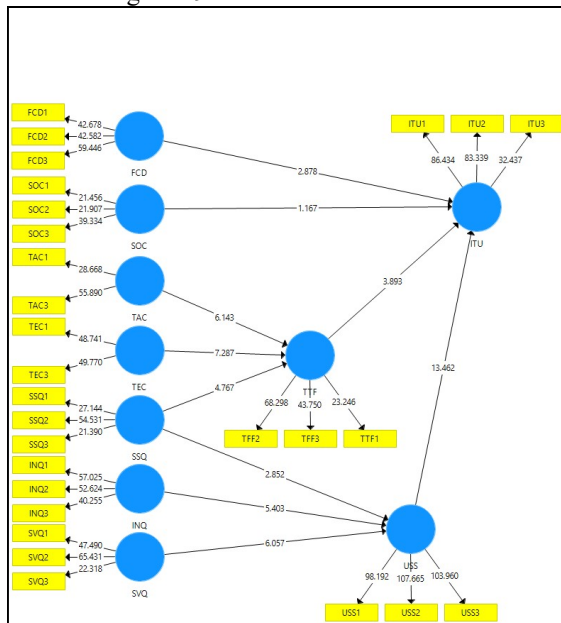 FCD1
42.678
FCD2
42.582
FCD3
59.446
FCD
SOC1
21.456
SOC2
21.907
SOC3
39.334
SOC
TAC1
28.668
TAC3
55.890
TAC
TEC1
48.741
TEC3
49.770
TEC
SSQ1
27.144
SSQ2
54.531
SSQ3
21.390
SSQ
INQ1
57.025
INQ2
52.624
INQ3
40.255
INQ
SVQ1
47.490
SVQ2
65.431
SVQ3
22.318
SVQ
2.878
1.167
6.143
7.287
4.767
2.852
5.403
6.057
3.893
13.462
TTF
68.298
43.750
23.246
TFF2
TFF3
TTF1
ITU1
ITU2
ITU3
86.434
83.339
32.437
ITU
USS
98.192
107.665
103.960
USS1
USS2
USS3